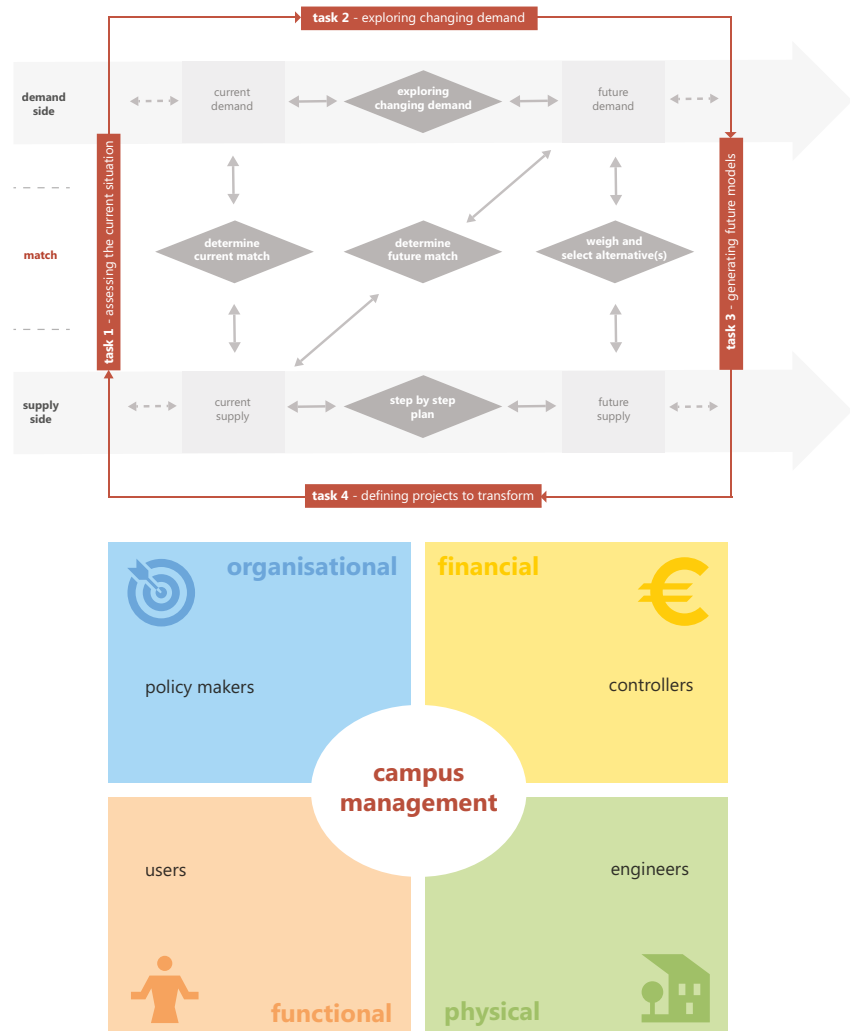 task 2 - exploring changing demand
demand
side
current
demand
exploring
changing demand
future
demand
task 1 - assessing the current situation
match
determine
current match
determine
future match
weigh and
select alternative(s)
task 3 - generating future models
supply
side
current
supply
step by step
plan
future
supply
task 4 - defining projects to transform
organisational
financial
policy makers
controllers
campus
management
users
engineers
functional
physical